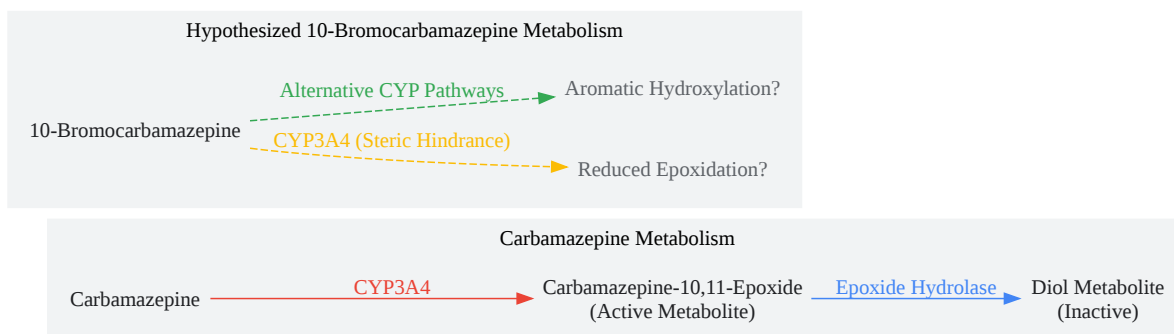 Hypothesized 10-Bromocarbamazepine Metabolism
Alternative CYP Pathways
Aromatic Hydroxylation?
10-Bromocarbamazepine
CYP3A4 (Steric Hindrance)
Reduced Epoxidation?
Carbamazepine Metabolism
Carbamazepine
CYP3A4
Carbamazepine-10,11-Epoxide
(Active Metabolite)
Epoxide Hydrolase
Diol Metabolite
(Inactive)